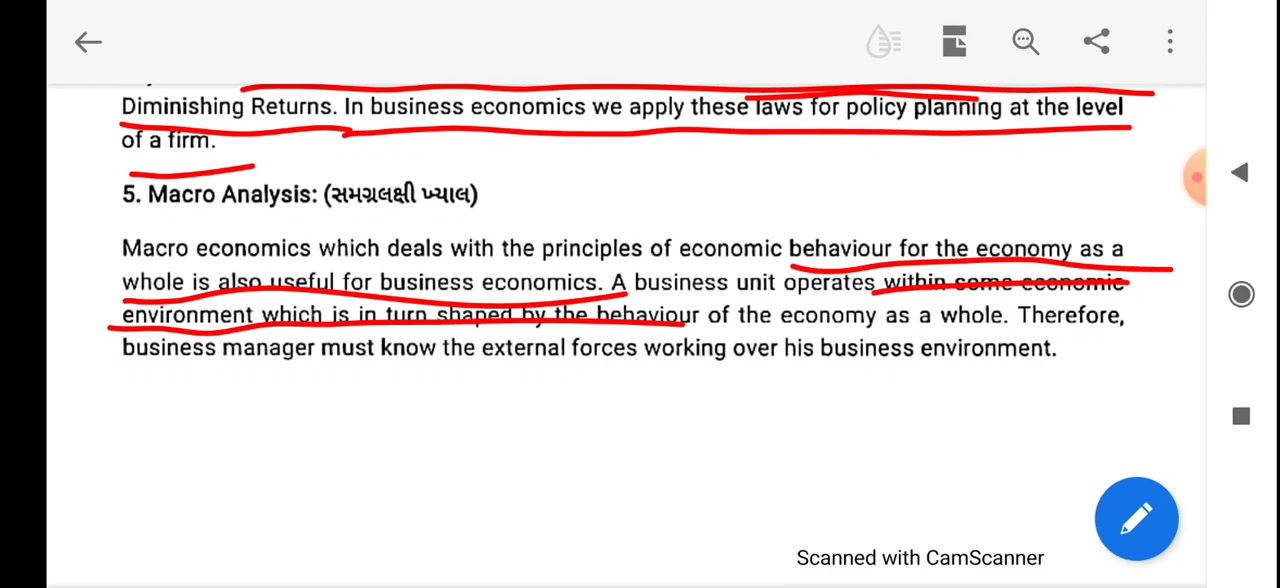 Diminishing Returns. In business economics we apply these laws for policy planning at the level
of a firm.
5. Macro Analysis: (સમગ્રલક્ષી ખ્યાલ)
Macro economics which deals with the principles of economic behaviour for the economy as a
whole is also useful for business economics. A business unit operates within some economic
environment which is in turn shaped by the behaviour of the economy as a whole. Therefore,
business manager must know the external forces working over his business environment.
Scanned with CamScanner